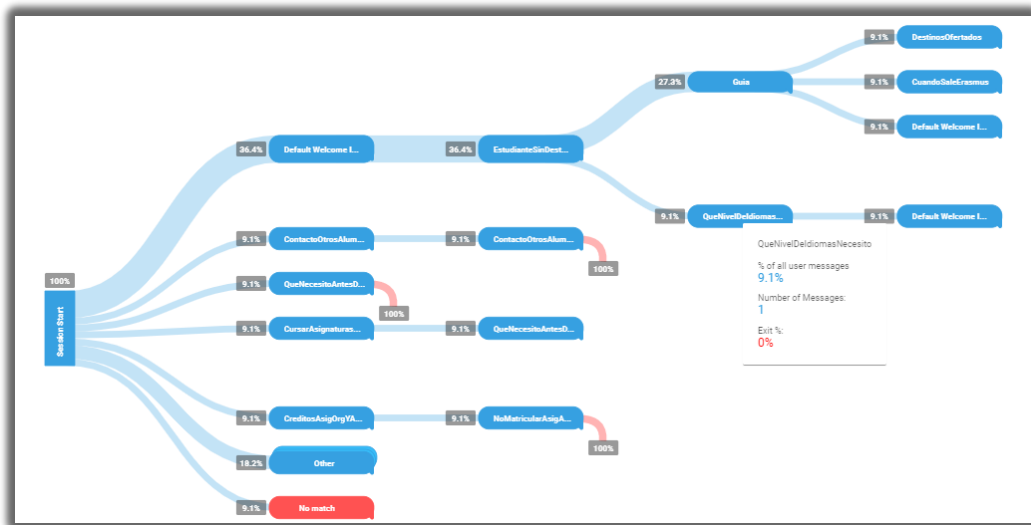 9.1% DestinosOfertados
27.3% Guia
9.1% CuandoSaleErasmus
9.1% Default Welcome I...
36.4% Default Welcome I...
36.4% EstudianteSinDest...
9.1% QueNivelDeIdiomas...
9.1% Default Welcome I...
9.1% ContactoOtrosAlum...
9.1% ContactoOtrosAlum...
100%
QueNivelDeIdiomasNecesito
% of all user messages
9.1%
Number of Messages:
1
Exit %:
0%
100%
Session Start
9.1% QueNecesitoAntesD...
100%
9.1% CursarAsignaturas...
9.1% QueNecesitoAntesD...
9.1% CreditosAsigOrgYA...
9.1% NoMatricularAsigA...
100%
18.2% Other
9.1% No match